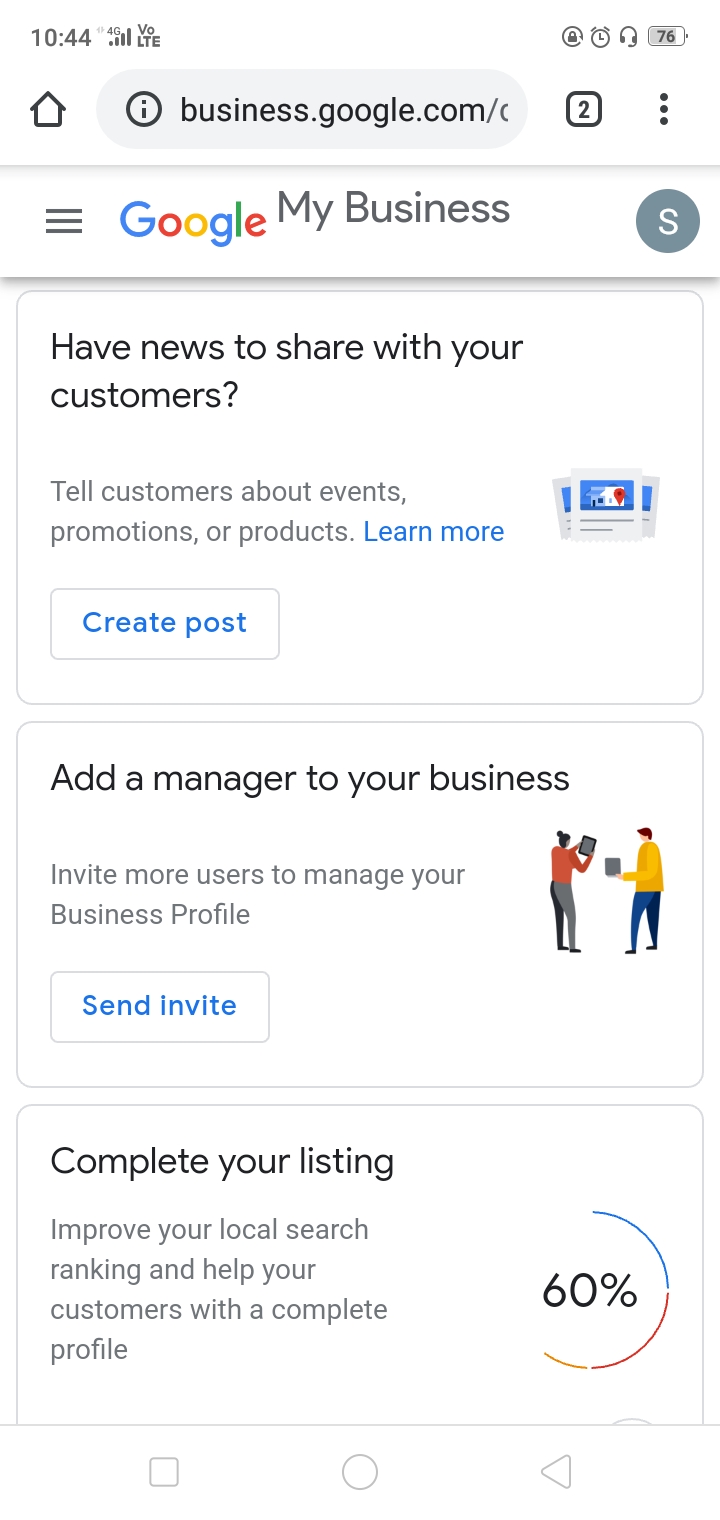 10:44 4G Vo LTE 76
business.google.com/
2
Google My Business S
Have news to share with your
customers?
Tell customers about events,
promotions, or products. Learn more
Create post
Add a manager to your business
Invite more users to manage your
Business Profile
Send invite
Complete your listing
Improve your local search
ranking and help your
customers with a complete
profile
60%